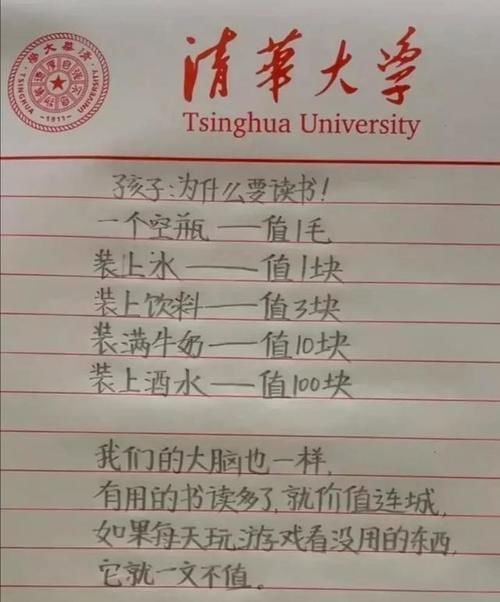 清華大学
Tsinghua University
TSINGHUA UNIVERSITY
-1911-
孩子:为什么要读书!
一个空瓶——值1毛
装上冰——值1块
装上饮料——值3块
装满牛奶——值10块
装上酒水——值100块
我们的大脑也一样,
有用的书读多了,就价值连城,
如果每天玩游戏看没用的东西,
它就一文不值。